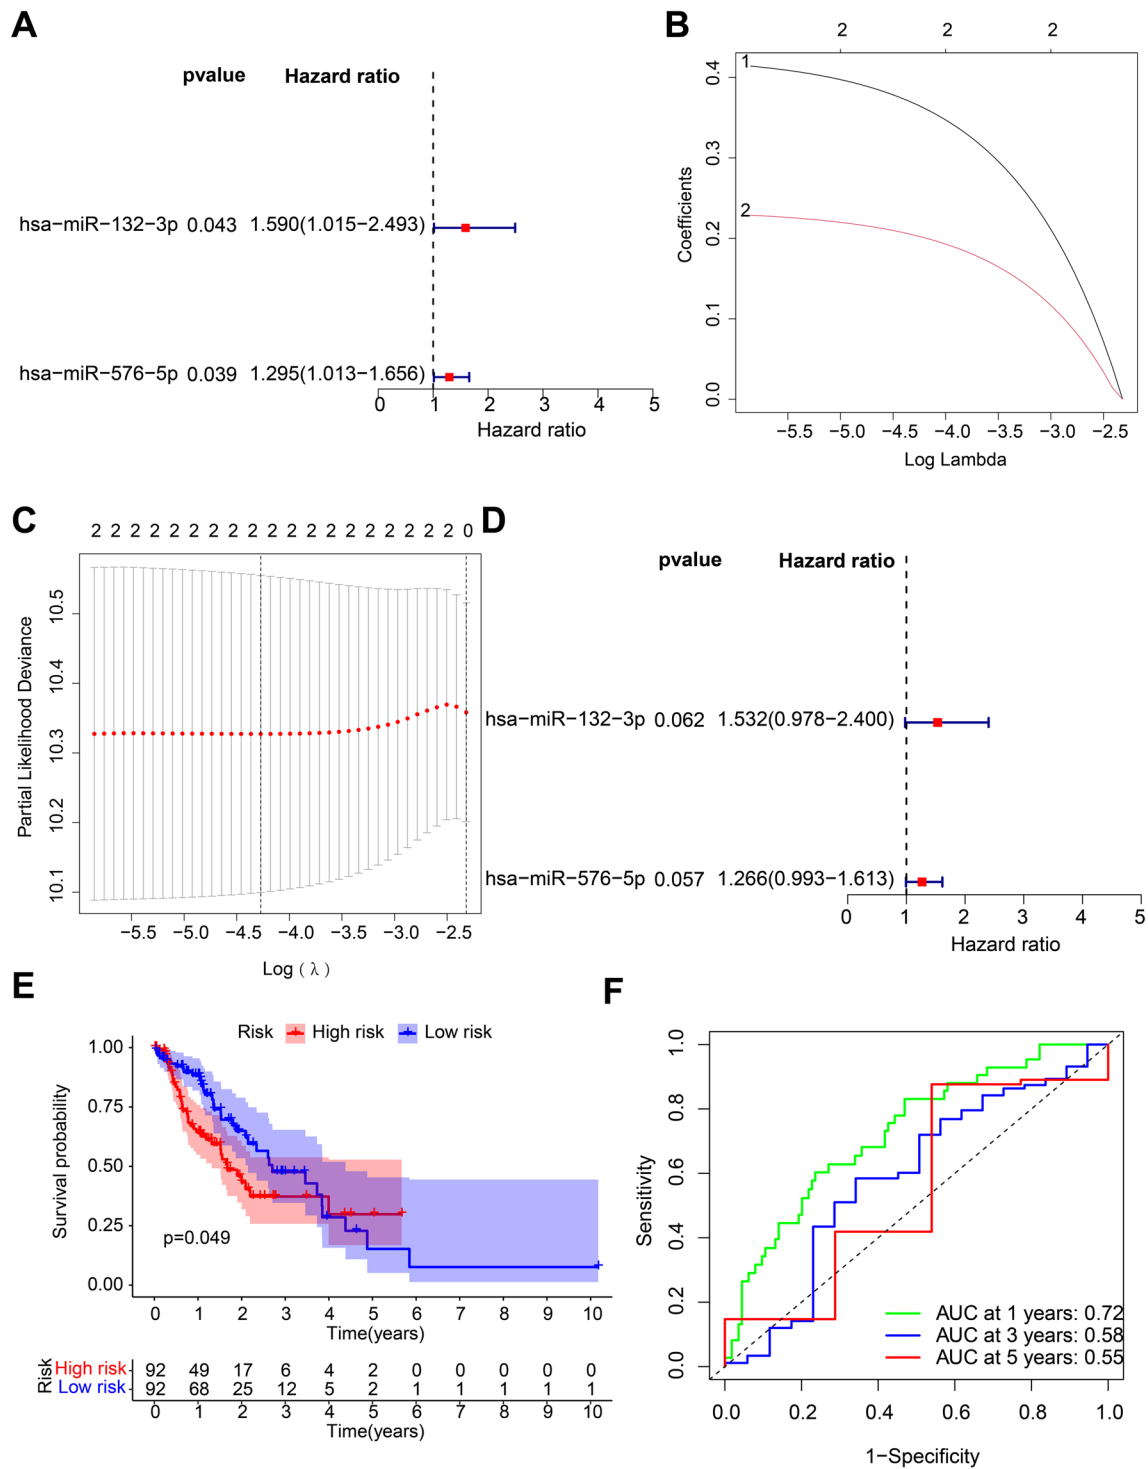 A
pvalue Hazard ratio
hsa−miR−132−3p 0.043 1.590(1.015−2.493)
hsa−miR−576−5p 0.039 1.295(1.013−1.656)
0 1 2 3 4 5
Hazard ratio
B
2 2 2
1
2
0.4
0.3
0.2
0.1
0.0
Coefficients
−5.5 −5.0 −4.5 −4.0 −3.5 −3.0 −2.5
Log Lambda
C
2 2 2 2 2 2 2 2 2 2 2 2 2 2 2 2 2 2 2 0
10.5
10.4
10.3
10.2
10.1
Partial Likelihood Deviance
−5.5 −5.0 −4.5 −4.0 −3.5 −3.0 −2.5
Log (λ)
D
pvalue Hazard ratio
hsa−miR−132−3p 0.062 1.532(0.978−2.400)
hsa−miR−576−5p 0.057 1.266(0.993−1.613)
0 1 2 3 4 5
Hazard ratio
E
Risk High risk Low risk
1.00
0.75
0.50
0.25
0.00
Survival probability
p=0.049
0 1 2 3 4 5 6 7 8 9 10
Time(years)
Risk
High risk 92 49 17 6 4 2 0 0 0 0 0
Low risk 92 68 25 12 5 2 1 1 1 1 1
0 1 2 3 4 5 6 7 8 9 10
Time(years)
F
1.0
0.8
0.6
0.4
0.2
0.0
Sensitivity
AUC at 1 years: 0.72
AUC at 3 years: 0.58
AUC at 5 years: 0.55
0.0 0.2 0.4 0.6 0.8 1.0
1−Specificity